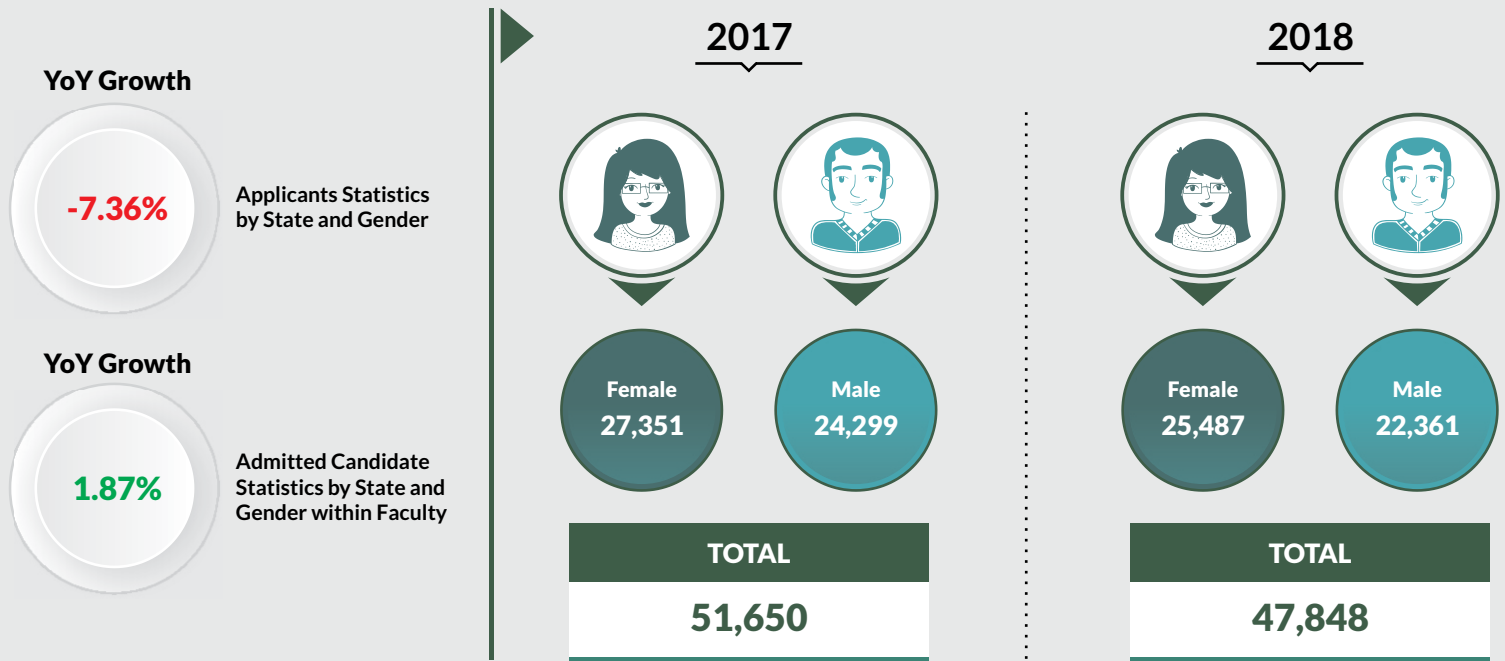 YoY Growth
-7.36%
Applicants Statistics
by State and Gender
YoY Growth
1.87%
Admitted Candidate
Statistics by State and
Gender within Faculty
2017
Female
27,351
Male
24,299
TOTAL
51,650
2018
Female
25,487
Male
22,361
TOTAL
47,848